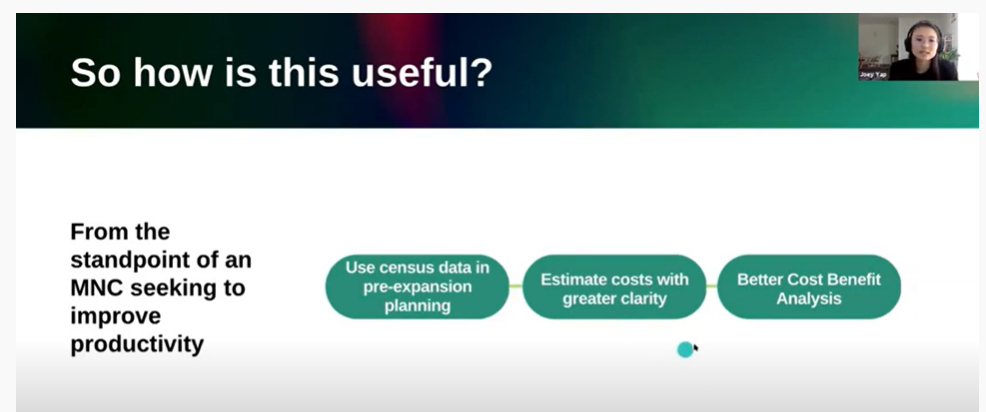 So how is this useful?
Joey Yap
From the
standpoint of an
MNC seeking to
improve
productivity
Use census data in
pre-expansion
planning
Estimate costs with
greater clarity
Better Cost Benefit
Analysis